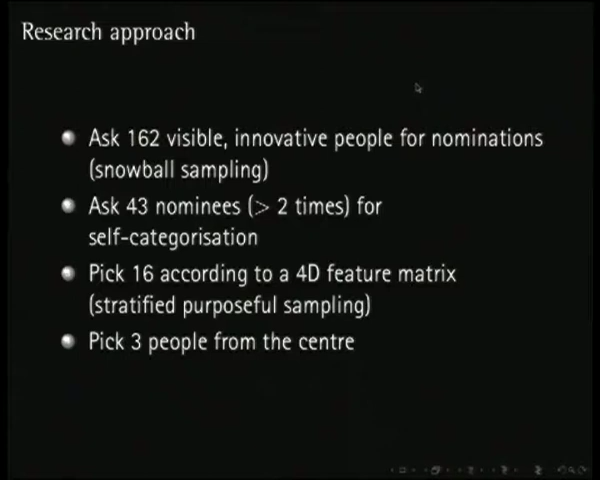 Research approach
Ask 162 visible, innovative people for nominations
(snowball sampling)
Ask 43 nominees (> 2 times) for
self-categorisation
Pick 16 according to a 4D feature matrix
(stratified purposeful sampling)
Pick 3 people from the centre